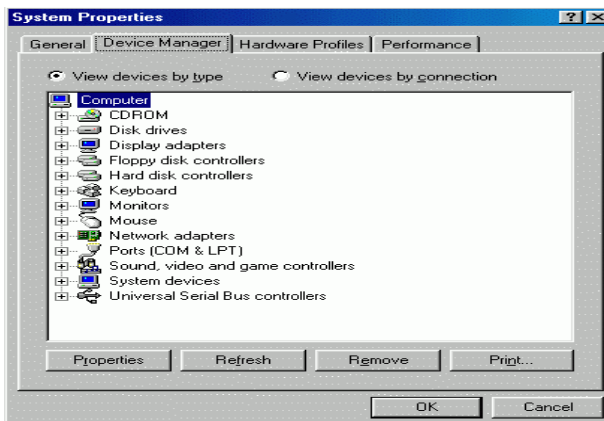 System Properties
General Device Manager Hardware Profiles Performance
View devices by type View devices by connection
Computer
CDROM
Disk drives
Display adapters
Floppy disk controllers
Hard disk controllers
Keyboard
Monitors
Mouse
Network adapters
Ports (COM & LPT)
Sound, video and game controllers
System devices
Universal Serial Bus controllers
Properties Refresh Remove Print...
OK Cancel